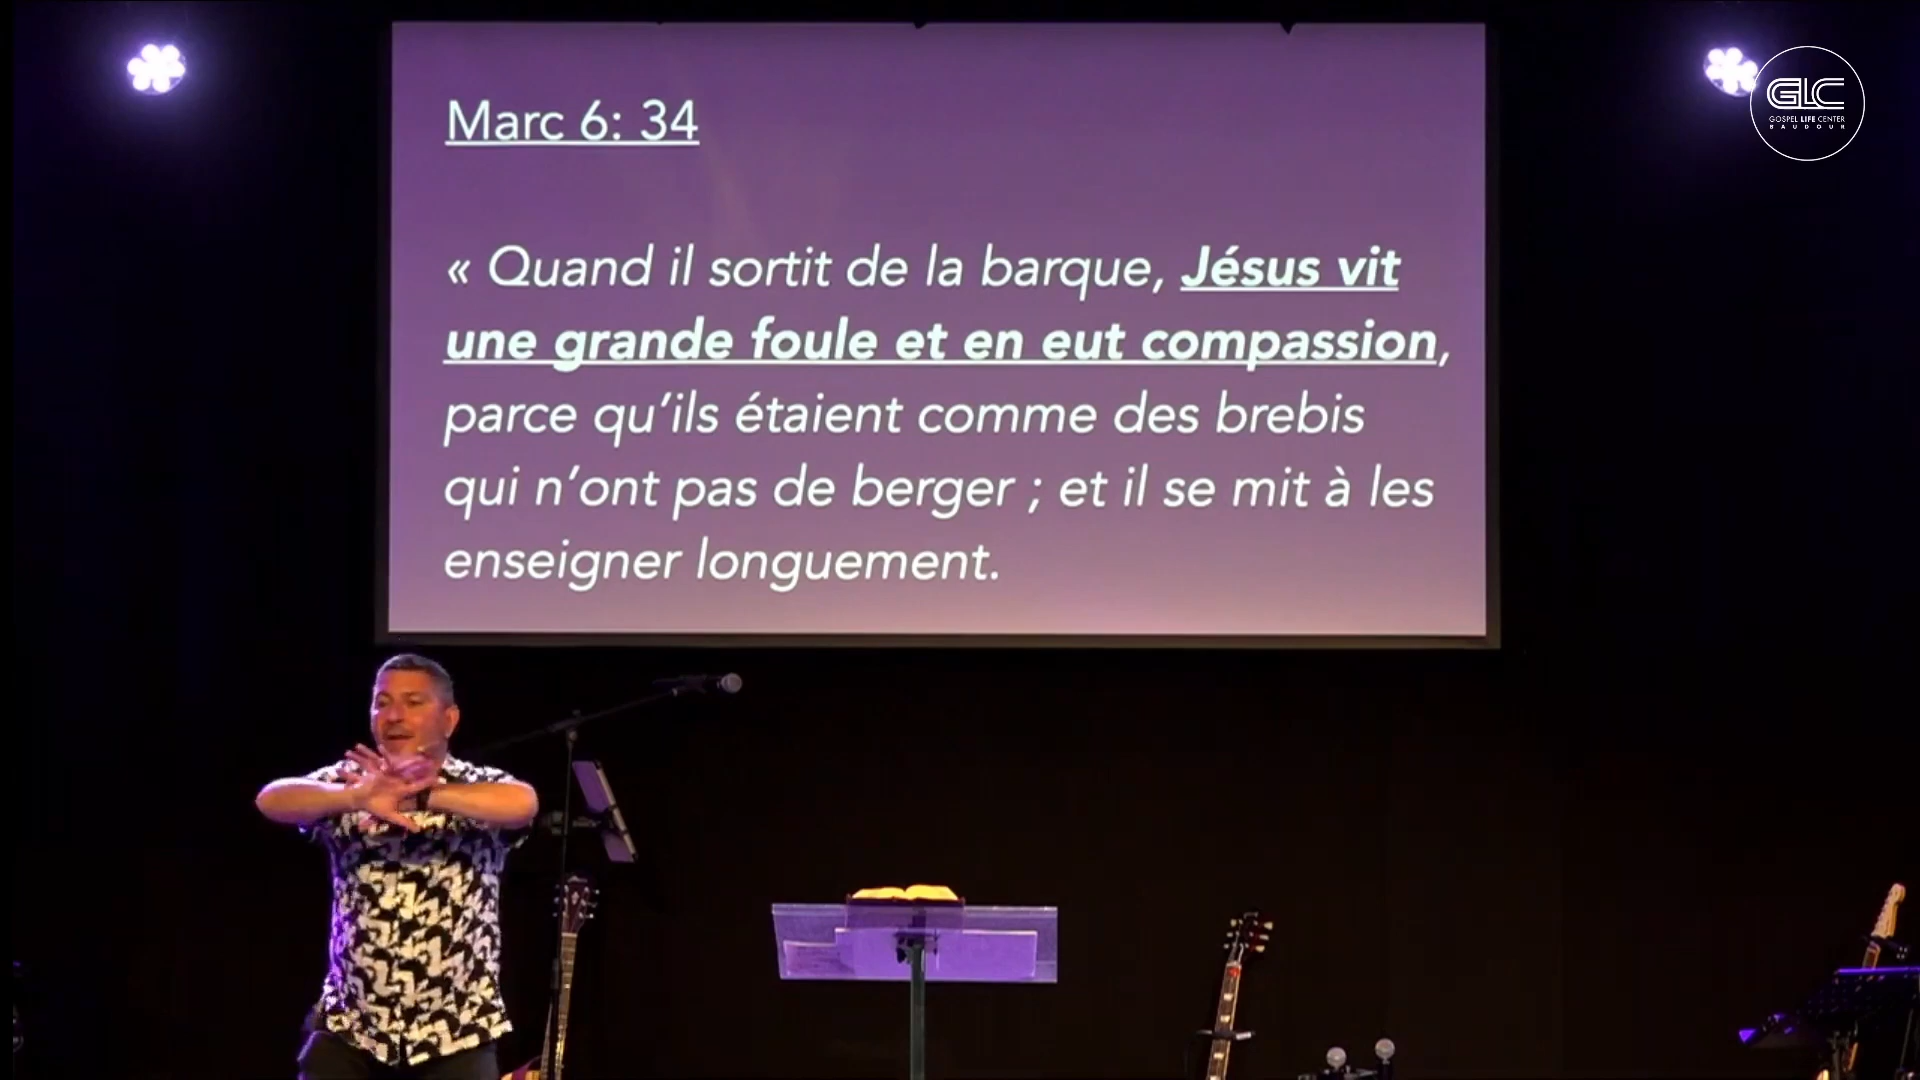 Marc 6: 34
« Quand il sortit de la barque, Jésus vit
une grande foule et en eut compassion,
parce qu’ils étaient comme des brebis
qui n’ont pas de berger ; et il se mit à les
enseigner longuement.
GLC
GOSPEL LIFE CENTER
BAUDOUR